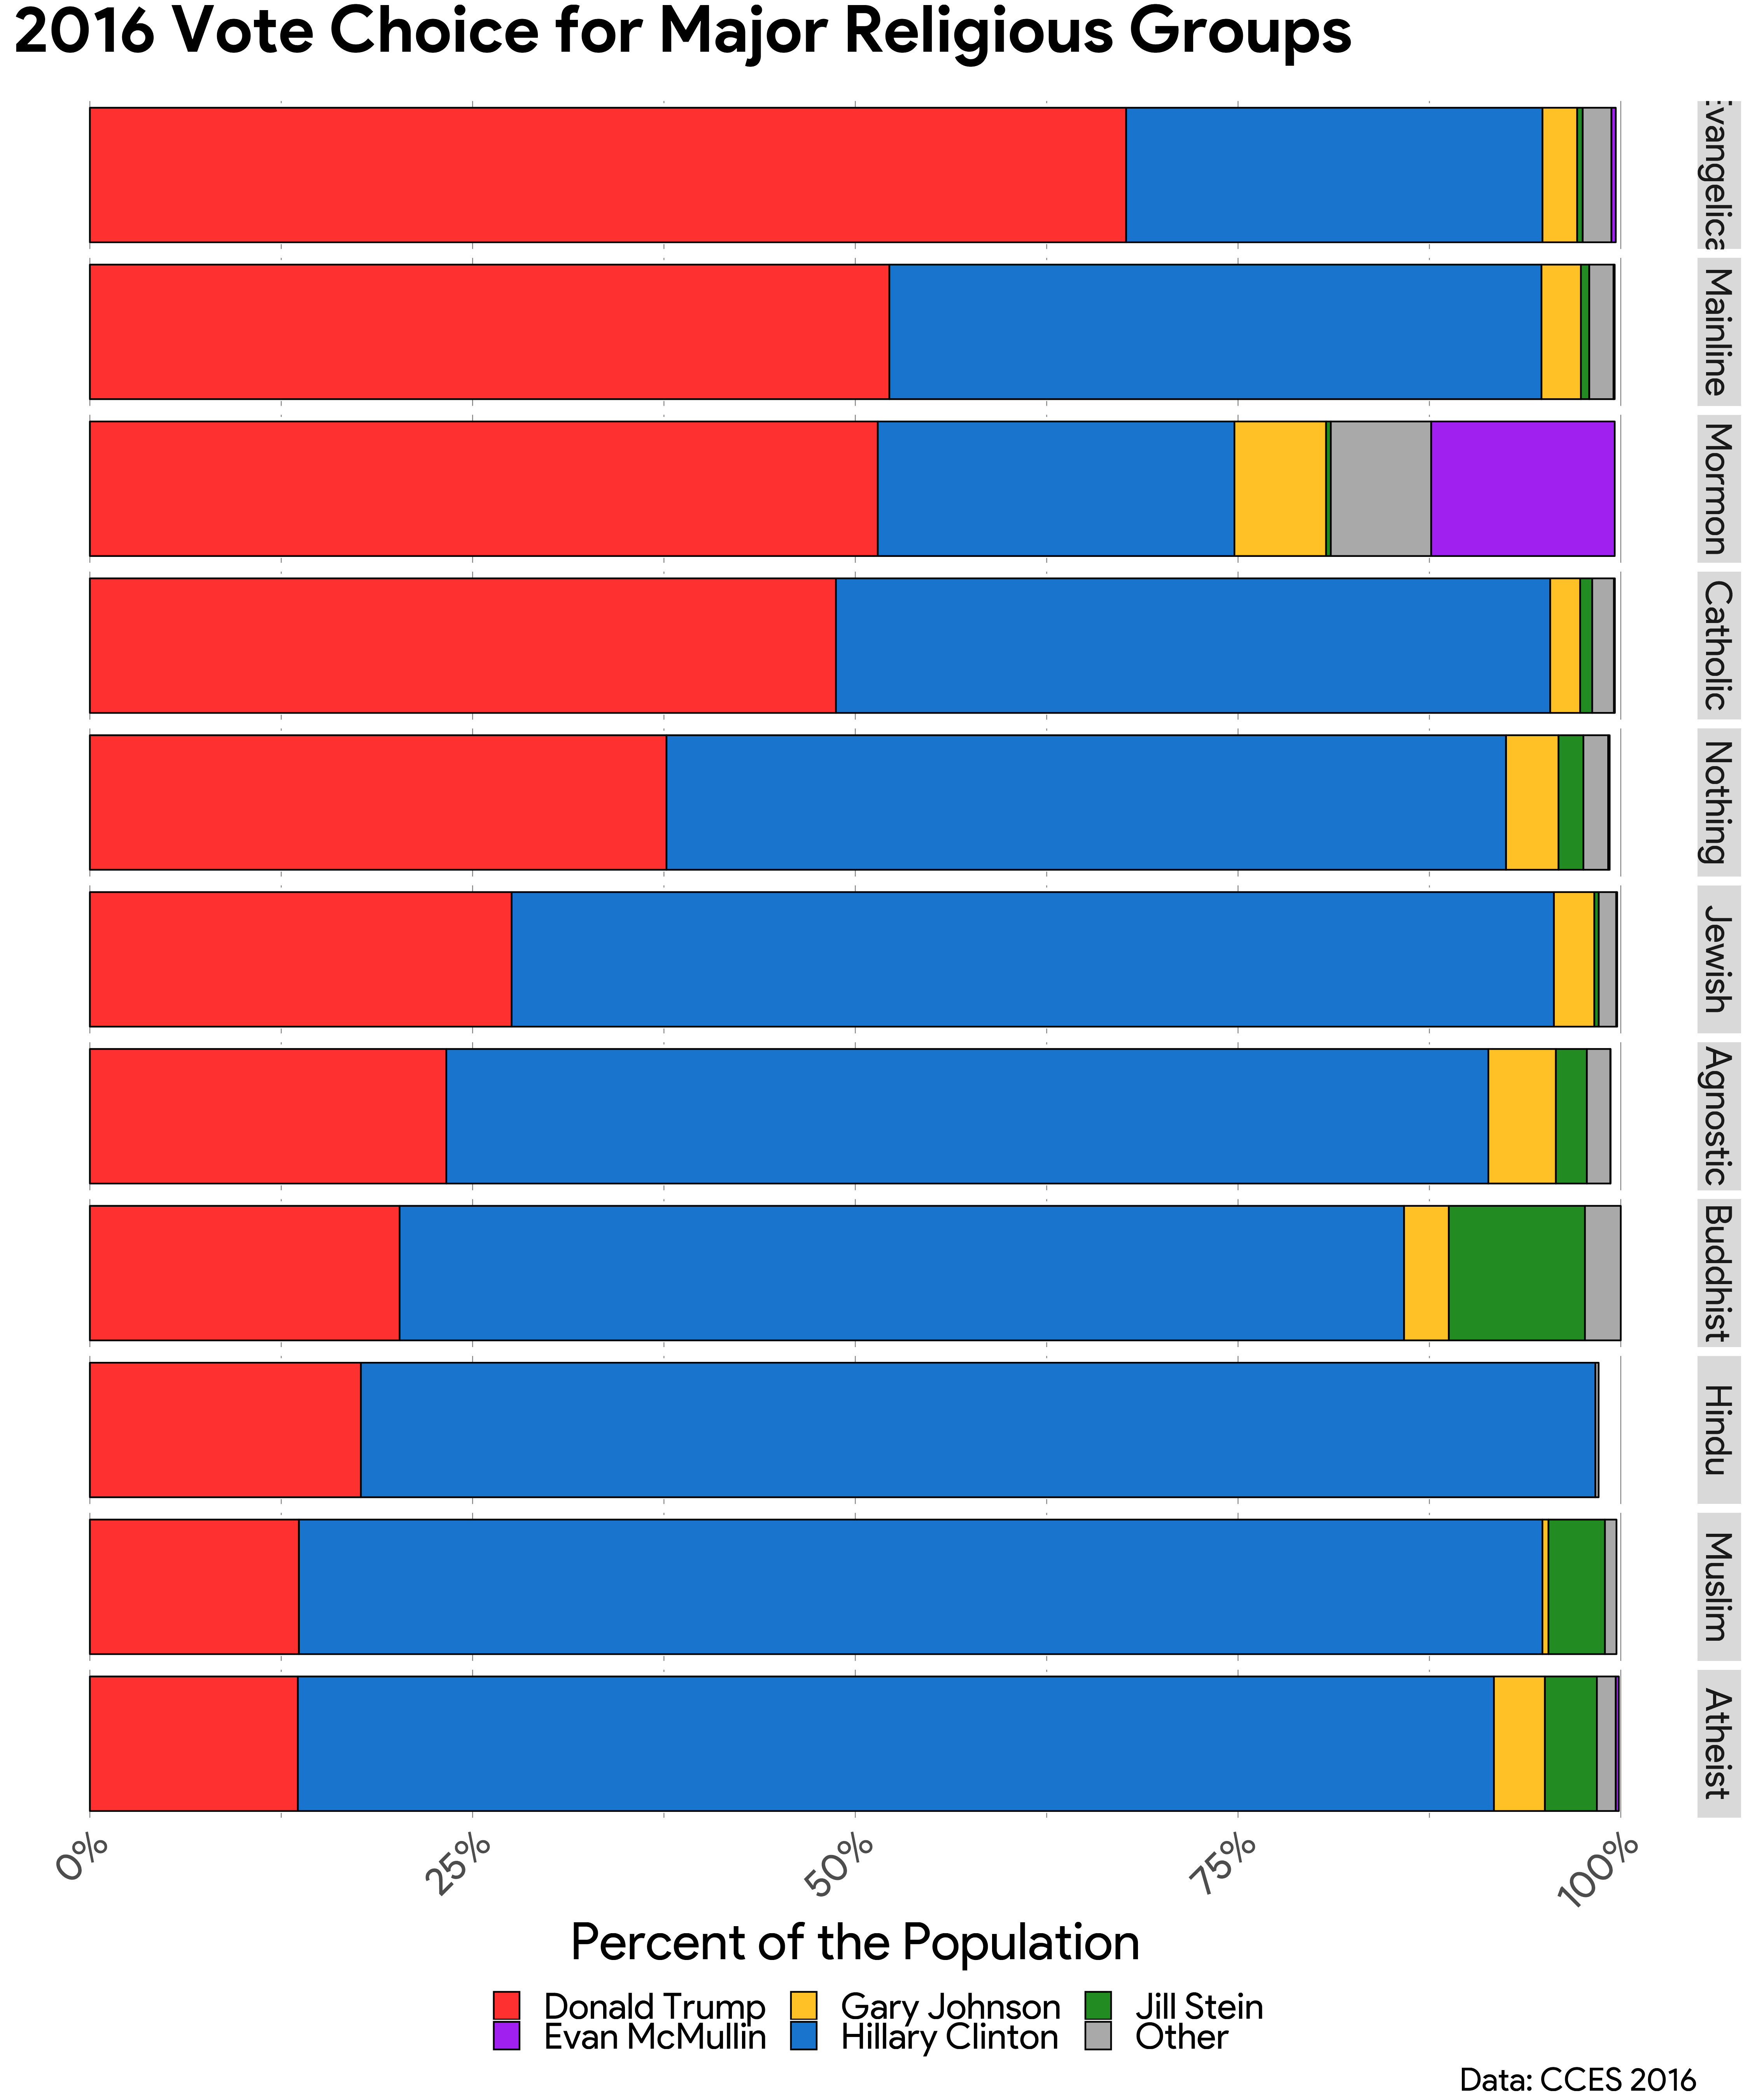 2016 Vote Choice for Major Religious Groups
Evangelica
Mainline
Mormon
Catholic
Nothing
Jewish
Agnostic
Buddhist
Hindu
Muslim
Atheist
0% 25% 50% 75% 100%
Percent of the Population
Donald Trump Gary Johnson Jill Stein
Evan McMullin Hillary Clinton Other
Data: CCES 2016